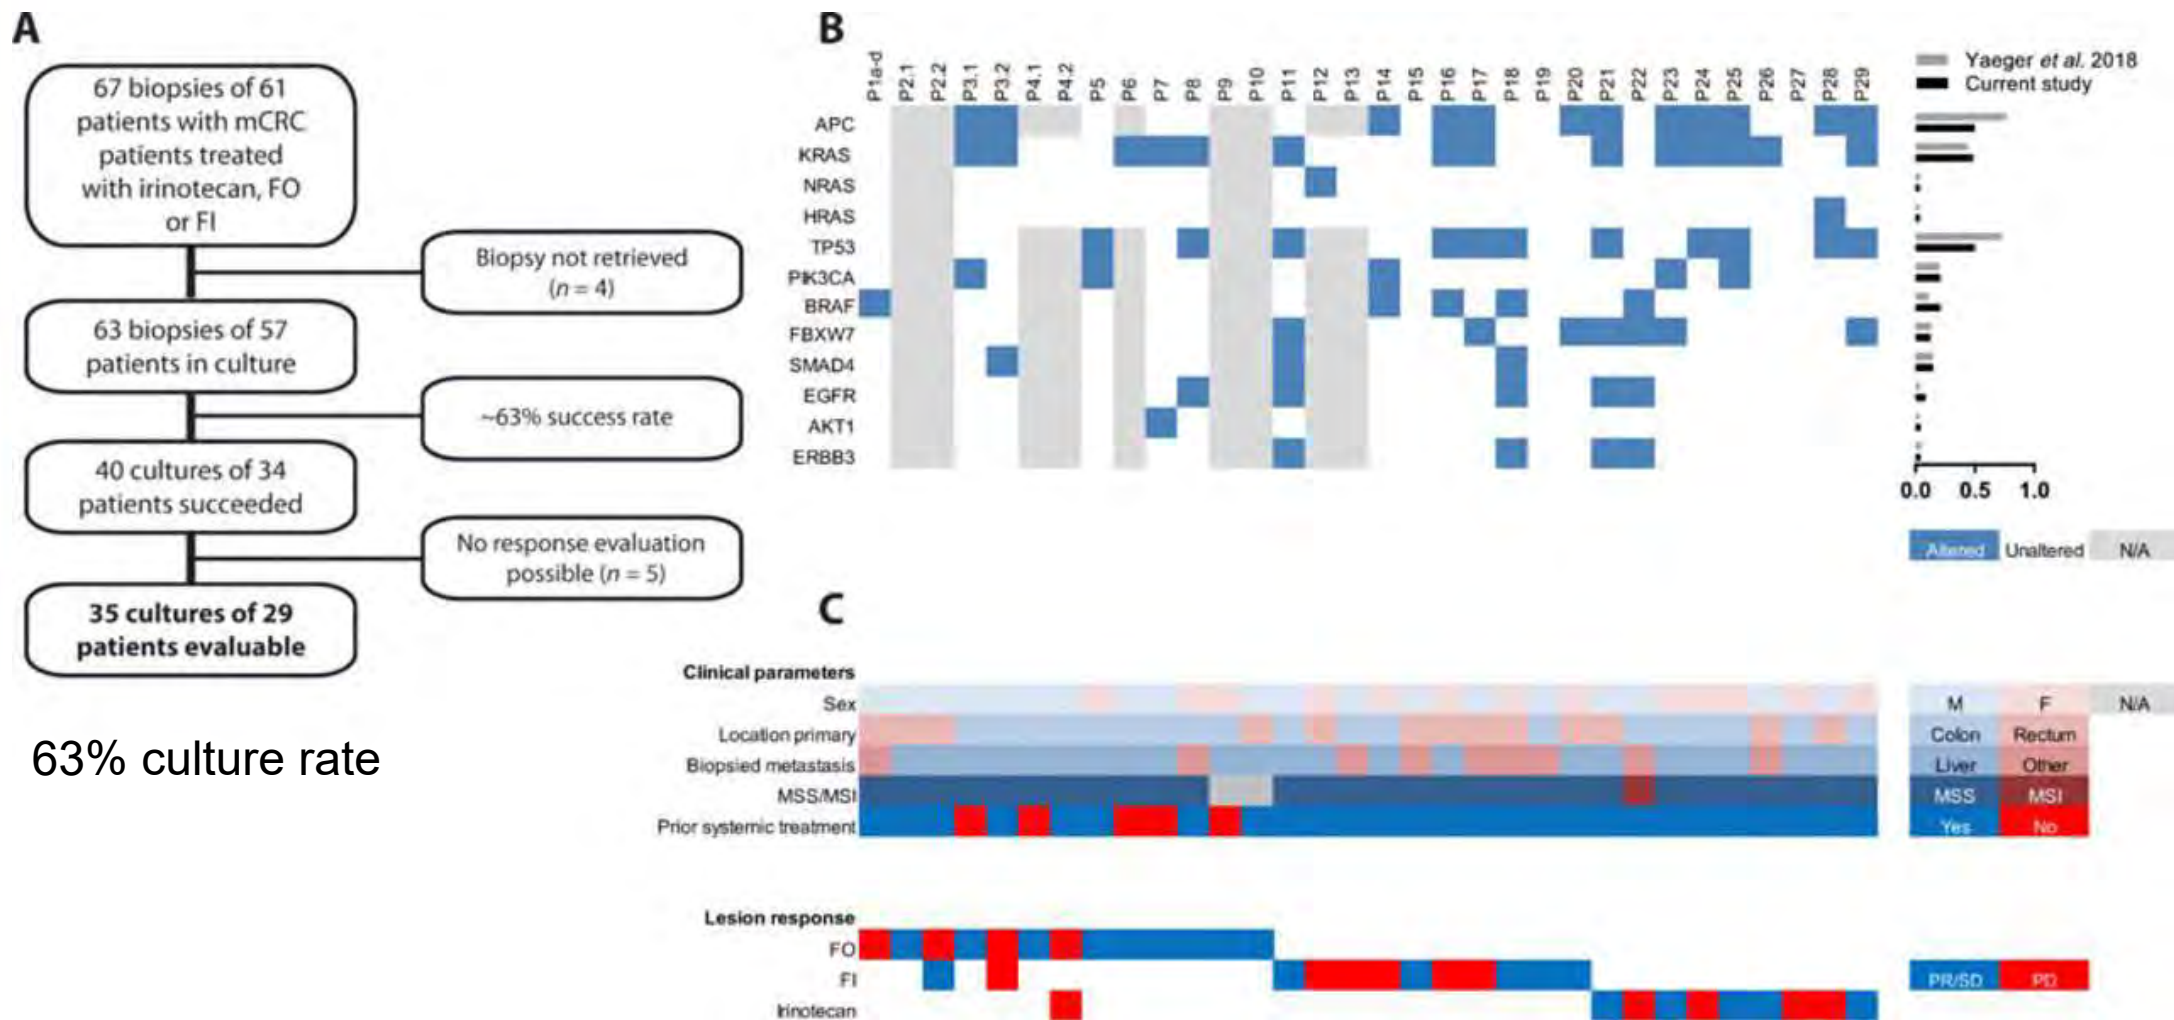 A
67 biopsies of 61
patients with mCRC
patients treated
with irinotecan, FO
or FI
Biopsy not retrieved
(n = 4)
63 biopsies of 57
patients in culture
~63% success rate
40 cultures of 34
patients succeeded
No response evaluation
possible (n = 5)
35 cultures of 29
patients evaluable
63% culture rate
B
P1a-d P2.1 P2.2 P3.1 P3.2 P4.1 P4.2 P5 P6 P7 P8 P9 P10 P11 P12 P13 P14 P15 P16 P17 P18 P19 P20 P21 P22 P23 P24 P25 P26 P27 P28 P29
APC
KRAS
NRAS
HRAS
TP53
PIK3CA
BRAF
FBXW7
SMAD4
EGFR
AKT1
ERBB3
Yaeger et al. 2018
Current study
0.0 0.5 1.0
Altered Unaltered N/A
C
Clinical parameters
Sex
Location primary
Biopsied metastasis
MSS/MSI
Prior systemic treatment
M F N/A
Colon Rectum
Liver Other
MSS MSI
Yes No
Lesion response
FO
FI
Irinotecan
PR/SD PD